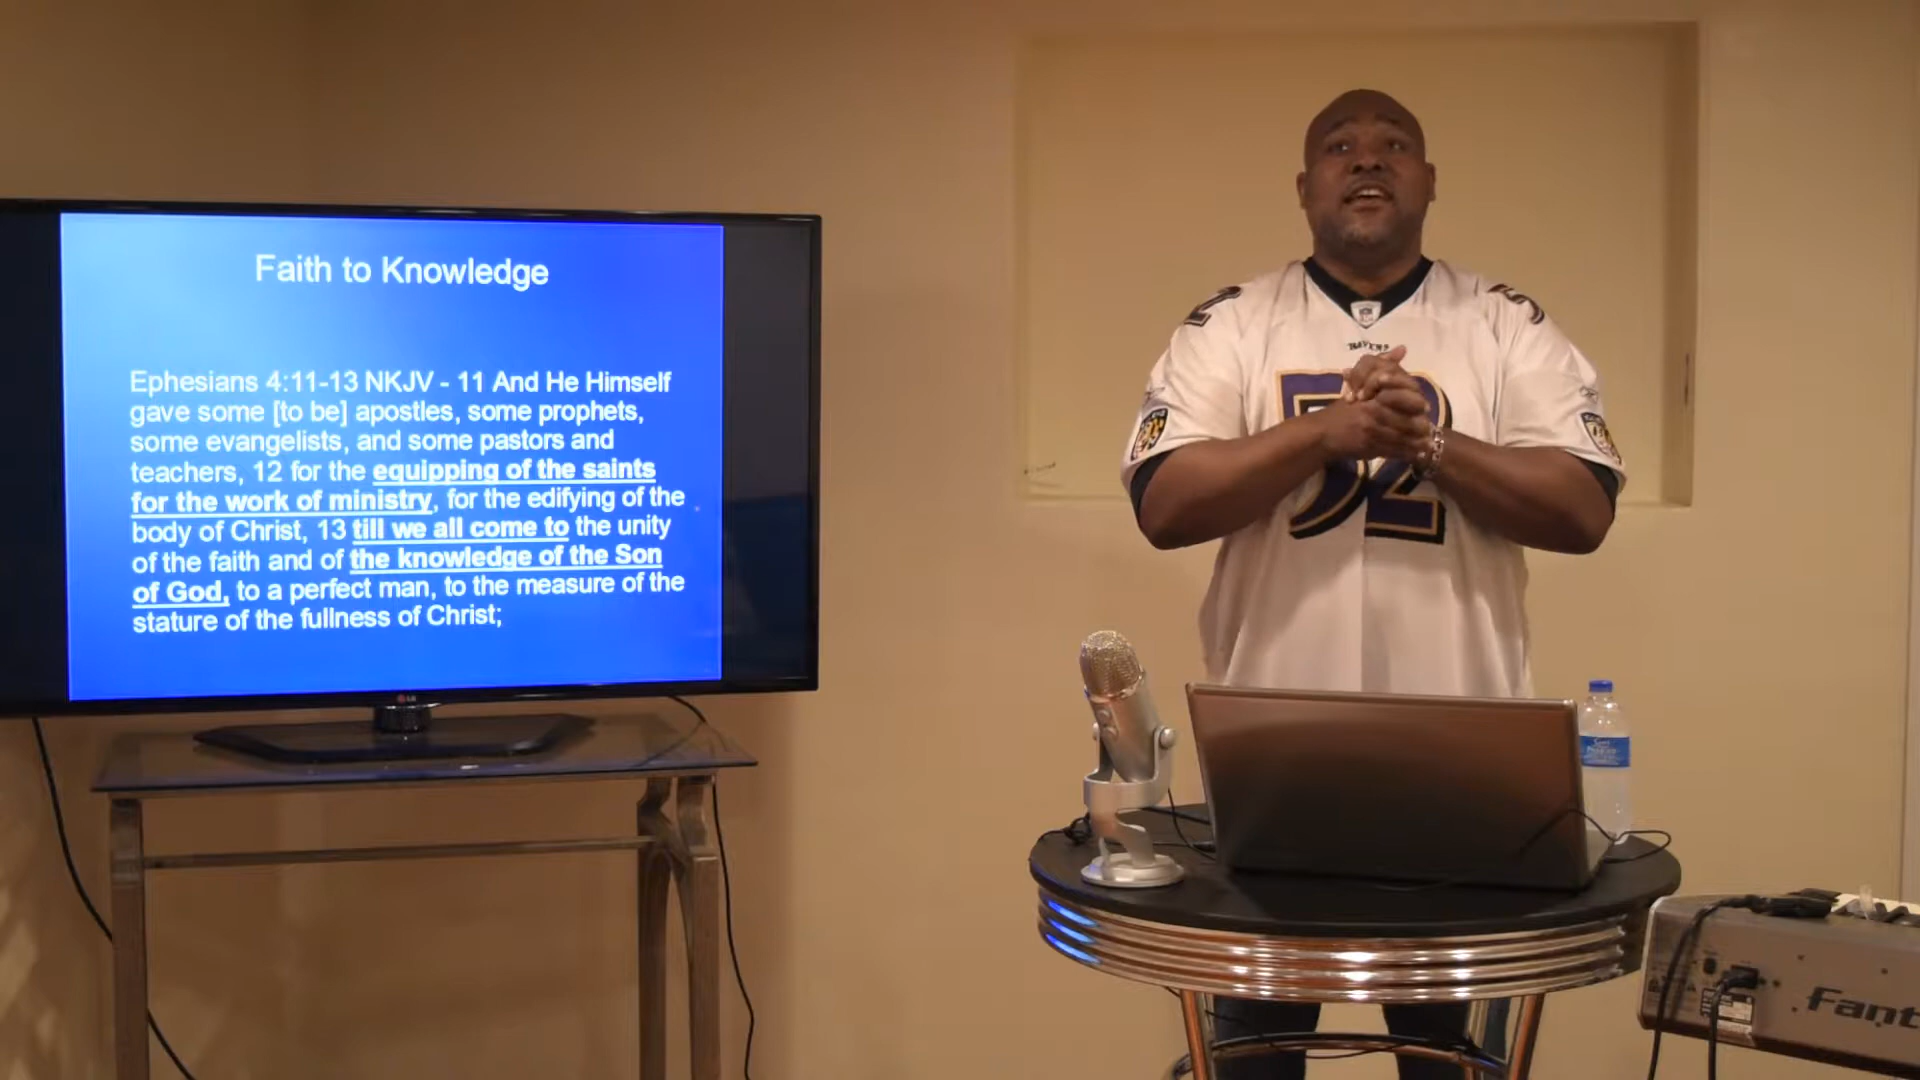 Faith to Knowledge
Ephesians 4:11-13 NKJV - 11 And He Himself
gave some [to be] apostles, some prophets,
some evangelists, and some pastors and
teachers, 12 for the equipping of the saints
for the work of ministry, for the edifying of the
body of Christ, 13 till we all come to the unity
of the faith and of the knowledge of the Son
of God, to a perfect man, to the measure of the
stature of the fullness of Christ;
LG
RAVENS
52
Fant